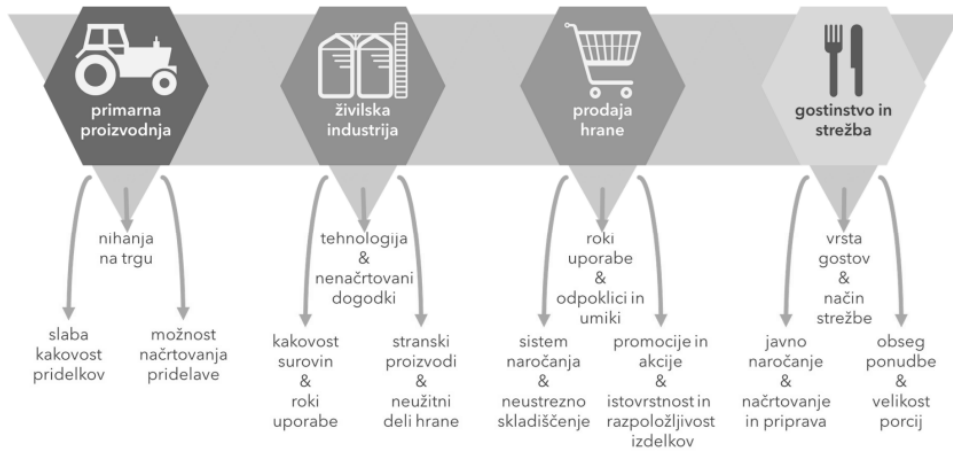 primarna
proizvodnja
živilska
industrija
prodaja
hrane
gostinstvo in
strežba
nihanja
na trgu
slaba
kakovost
pridelkov
možnost
načrtovanja
pridelave
tehnologija
&
nenačrtovani
dogodki
kakovost
surovin
&
roki
uporabe
stranski
proizvodi
&
neužitni
deli hrane
roki
uporabe
&
odpoklici in
umiki
sistem
naročanja
&
neustrezno
skladiščenje
promocije in
akcije
&
istovrstnost in
razpoložljivost
izdelkov
vrsta
gostov
&
način
strežbe
javno
naročanje
&
načrtovanje
in priprava
obseg
ponudbe
&
velikost
porcij